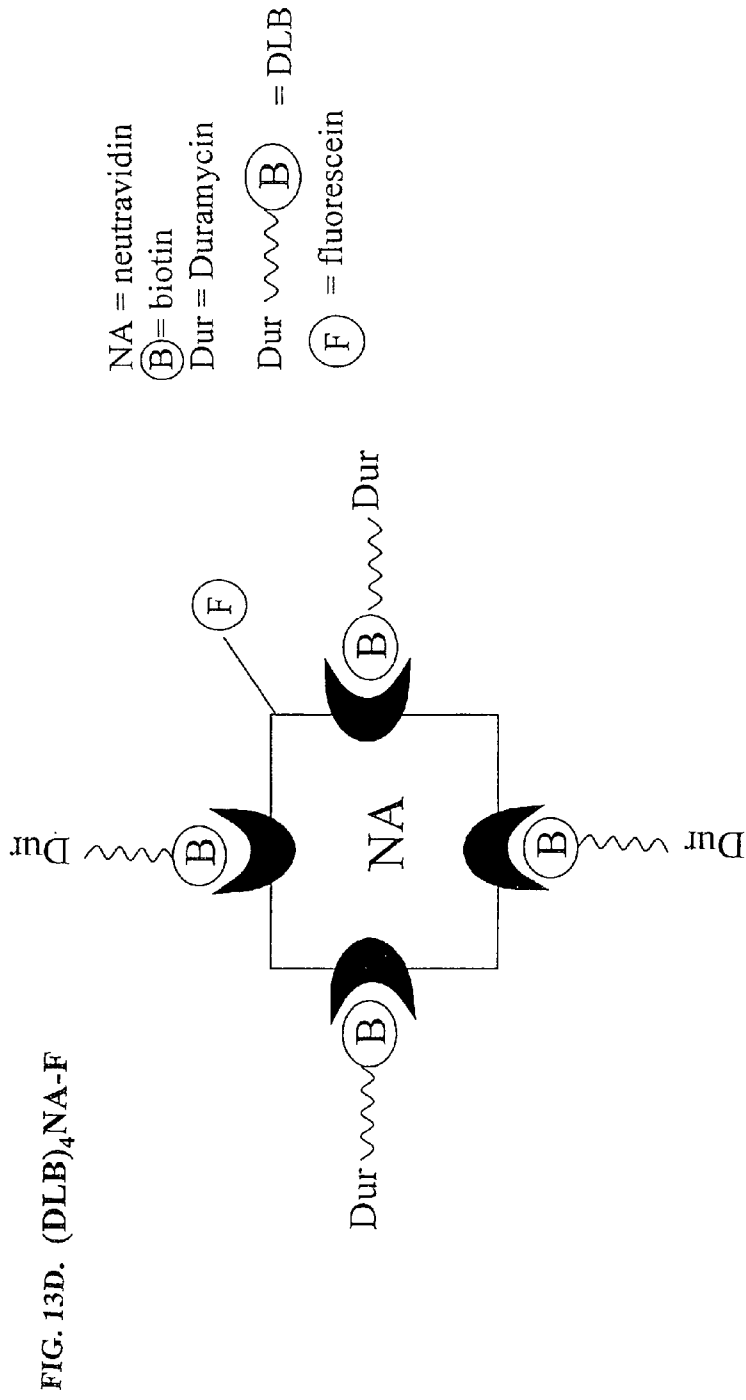 FIG. 13D. (DLB)₄NA-F
Dur
B
Dur
B
NA
B
Dur
B
Dur
F
NA = neutravidin
B = biotin
Dur = Duramycin
Dur B = DLB
F = fluorescein